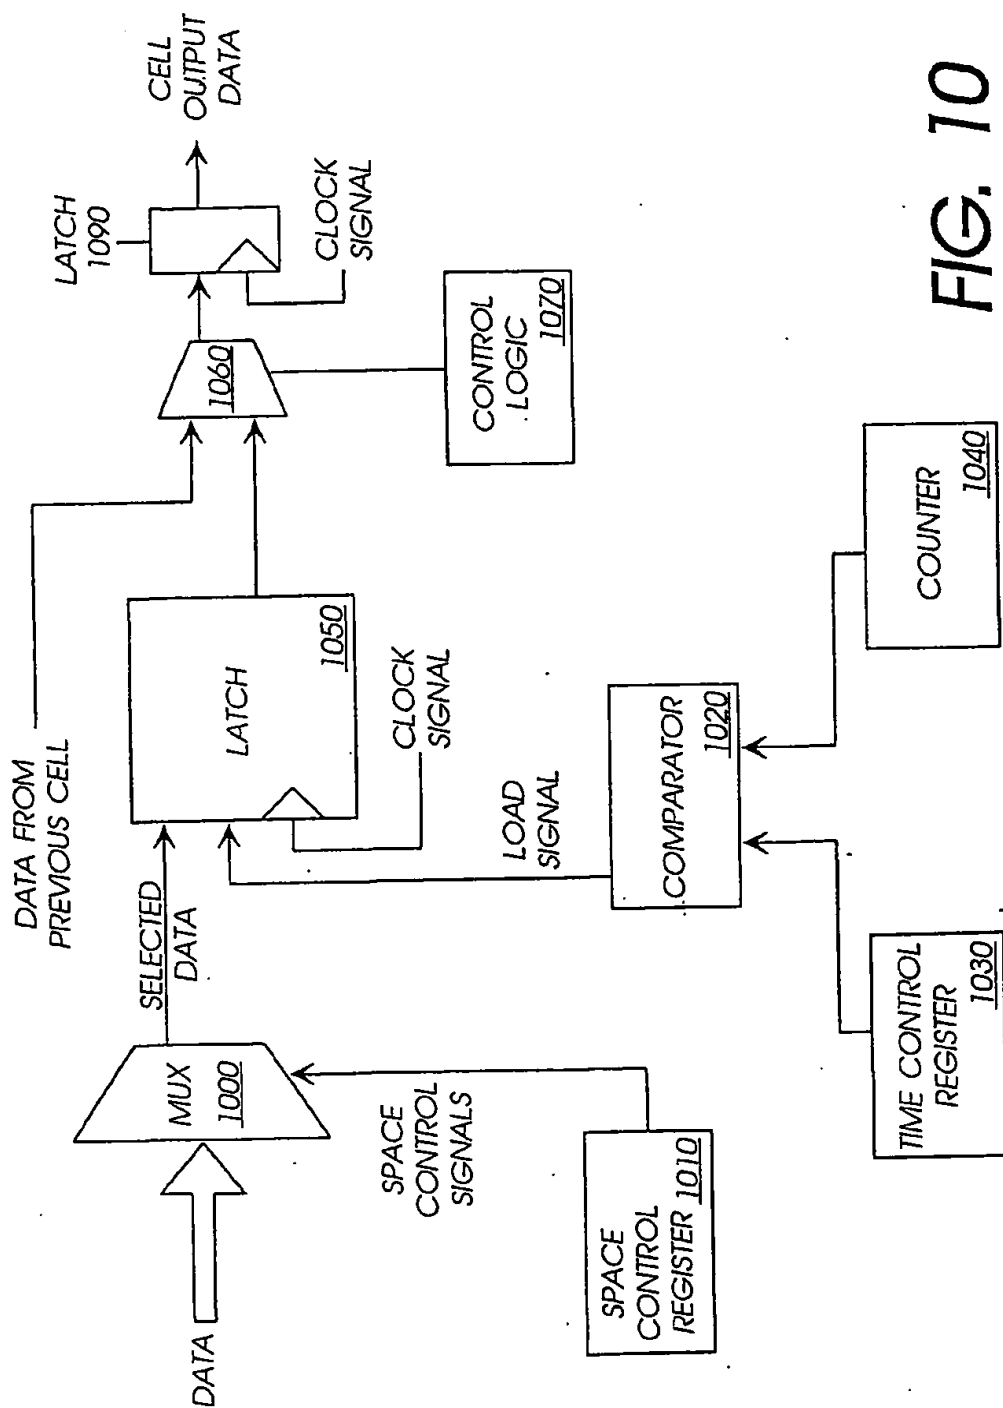 DATA
MUX
1000
SPACE
CONTROL
SIGNALS
SPACE
CONTROL
REGISTER 1010
SELECTED
DATA
DATA FROM
PREVIOUS CELL
LATCH
1050
CLOCK
SIGNAL
LOAD
SIGNAL
COMPARATOR
1020
TIME CONTROL
REGISTER
1030
COUNTER
1040
1060
CONTROL
LOGIC
1070
LATCH
1090
CLOCK
SIGNAL
CELL
OUTPUT
DATA
FIG. 10